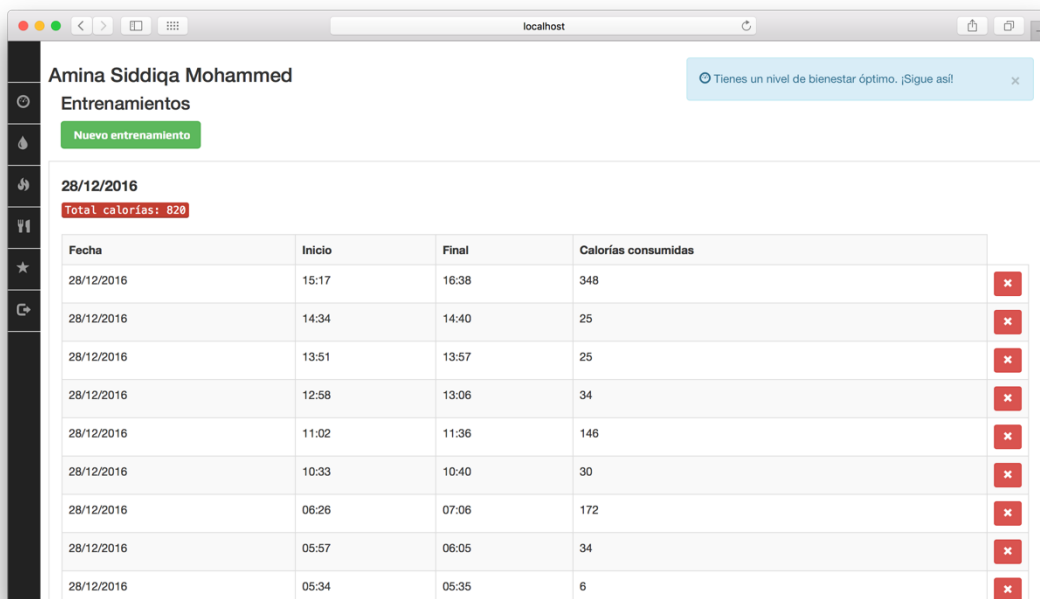 localhost
Amina Siddiqa Mohammed
Tienes un nivel de bienestar óptimo. ¡Sigue así! ×
Entrenamientos
Nuevo entrenamiento
28/12/2016
Total calorías: 820
Fecha Inicio Final Calorías consumidas
28/12/2016 15:17 16:38 348
28/12/2016 14:34 14:40 25
28/12/2016 13:51 13:57 25
28/12/2016 12:58 13:06 34
28/12/2016 11:02 11:36 146
28/12/2016 10:33 10:40 30
28/12/2016 06:26 07:06 172
28/12/2016 05:57 06:05 34
28/12/2016 05:34 05:35 6